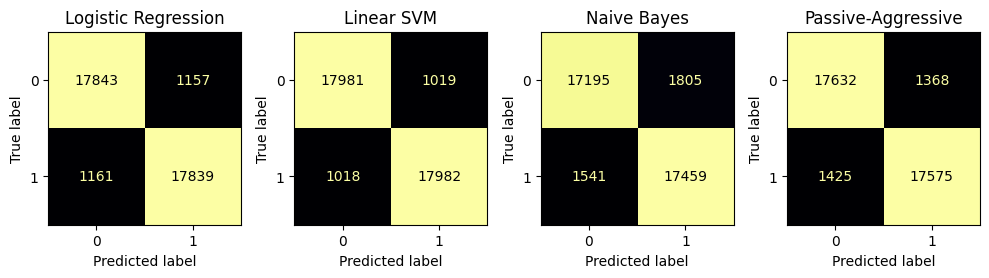 Logistic Regression
True label
0
17843 1157
1
1161 17839
0 1
Predicted label
Linear SVM
True label
0
17981 1019
1
1018 17982
0 1
Predicted label
Naive Bayes
True label
0
17195 1805
1
1541 17459
0 1
Predicted label
Passive-Aggressive
True label
0
17632 1368
1
1425 17575
0 1
Predicted label